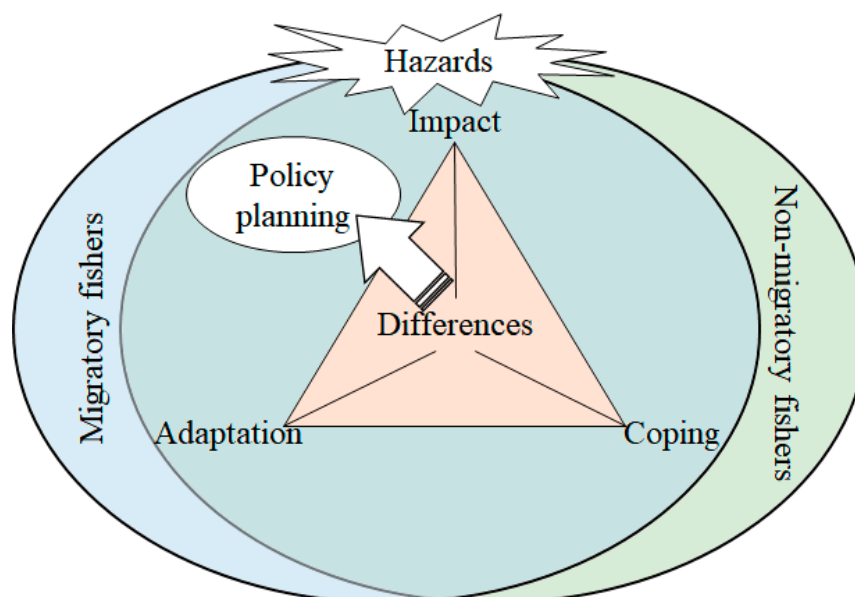 Hazards
Impact
Policy
planning
Migratory fishers
Non-migratory fishers
Differences
Adaptation
Coping